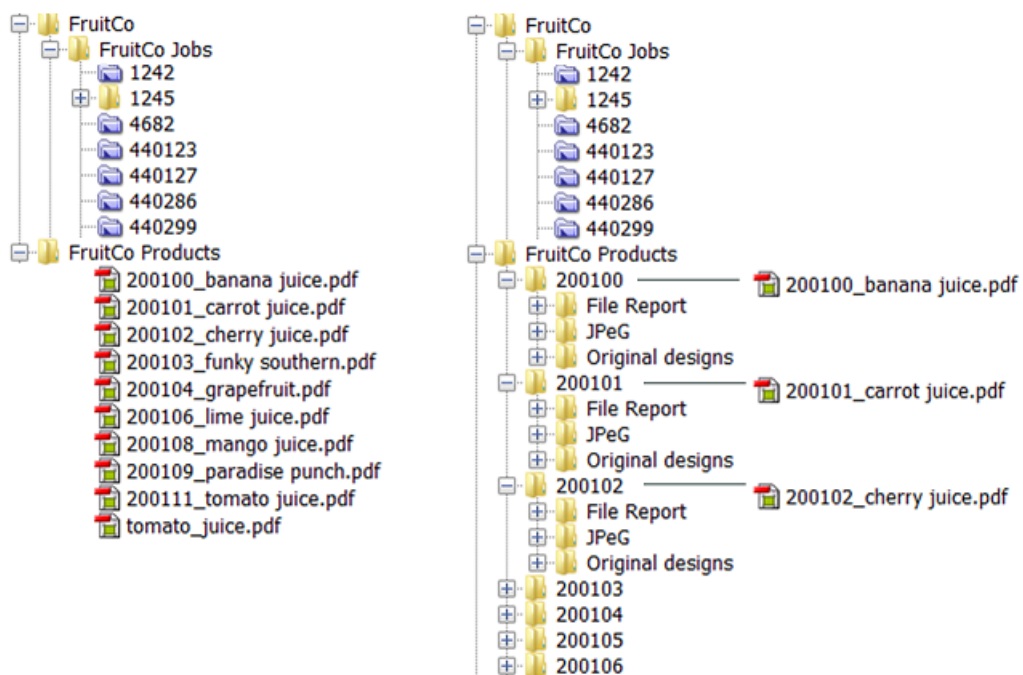 FruitCo
FruitCo Jobs
1242
1245
4682
440123
440127
440286
440299
FruitCo Products
200100_banana juice.pdf
200101_carrot juice.pdf
200102_cherry juice.pdf
200103_funky southern.pdf
200104_grapefruit.pdf
200106_lime juice.pdf
200108_mango juice.pdf
200109_paradise punch.pdf
200111_tomato juice.pdf
tomato_juice.pdf
FruitCo
FruitCo Jobs
1242
1245
4682
440123
440127
440286
440299
FruitCo Products
200100 200100_banana juice.pdf
File Report
JPeG
Original designs
200101 200101_carrot juice.pdf
File Report
JPeG
Original designs
200102 200102_cherry juice.pdf
File Report
JPeG
Original designs
200103
200104
200105
200106